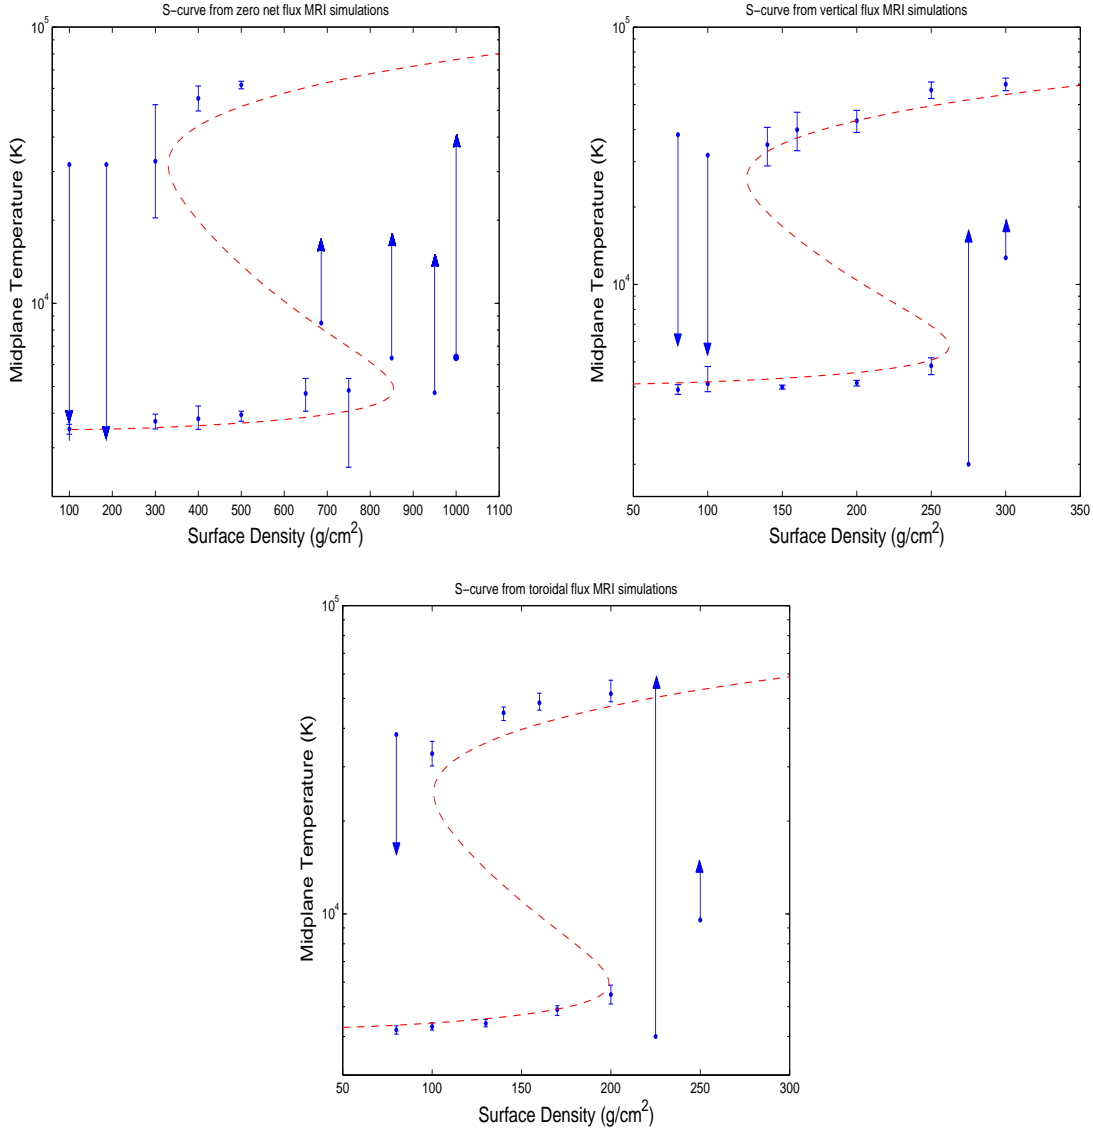 S−curve from zero net flux MRI simulations
10^5
10^4
Midplane Temperature (K)
100 200 300 400 500 600 700 800 900 1000 1100
Surface Density (g/cm^2)
S−curve from vertical flux MRI simulations
10^5
10^4
10^3
Midplane Temperature (K)
50 100 150 200 250 300 350
Surface Density (g/cm^2)
S−curve from toroidal flux MRI simulations
10^5
10^4
Midplane Temperature (K)
50 100 150 200 250 300
Surface Density (g/cm^2)